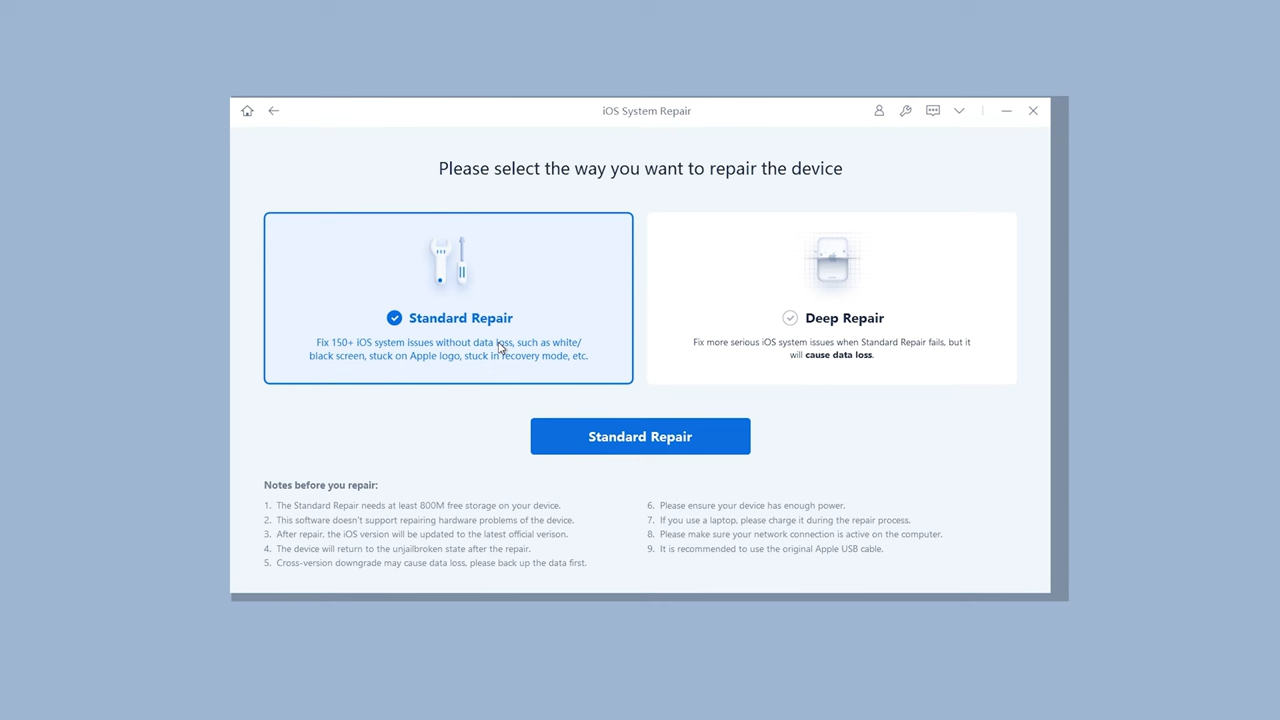 iOS System Repair
Please select the way you want to repair the device
Standard Repair
Fix 150+ iOS system issues without data loss, such as white/
black screen, stuck on Apple logo, stuck in recovery mode, etc.
Deep Repair
Fix more serious iOS system issues when Standard Repair fails, but it
will cause data loss.
Standard Repair
Notes before you repair:
1. The Standard Repair needs at least 800M free storage on your device.
2. This software doesn't support repairing hardware problems of the device.
3. After repair, the iOS version will be updated to the latest official verison.
4. The device will return to the unjailbroken state after the repair.
5. Cross-version downgrade may cause data loss, please back up the data first.
6. Please ensure your device has enough power.
7. If you use a laptop, please charge it during the repair process.
8. Please make sure your network connection is active on the computer.
9. It is recommended to use the original Apple USB cable.